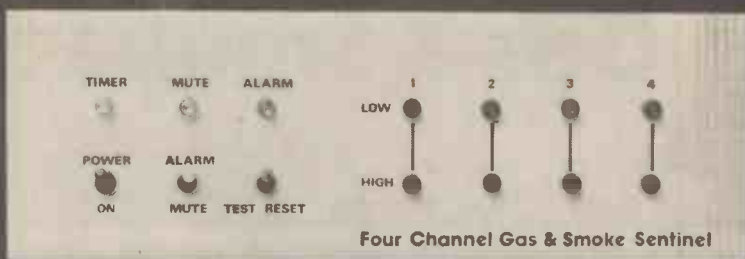 TIMER MUTE ALARM
1 2 3 4
LOW
POWER ALARM
HIGH
ON MUTE TEST RESET
Four Channel Gas & Smoke Sentinel